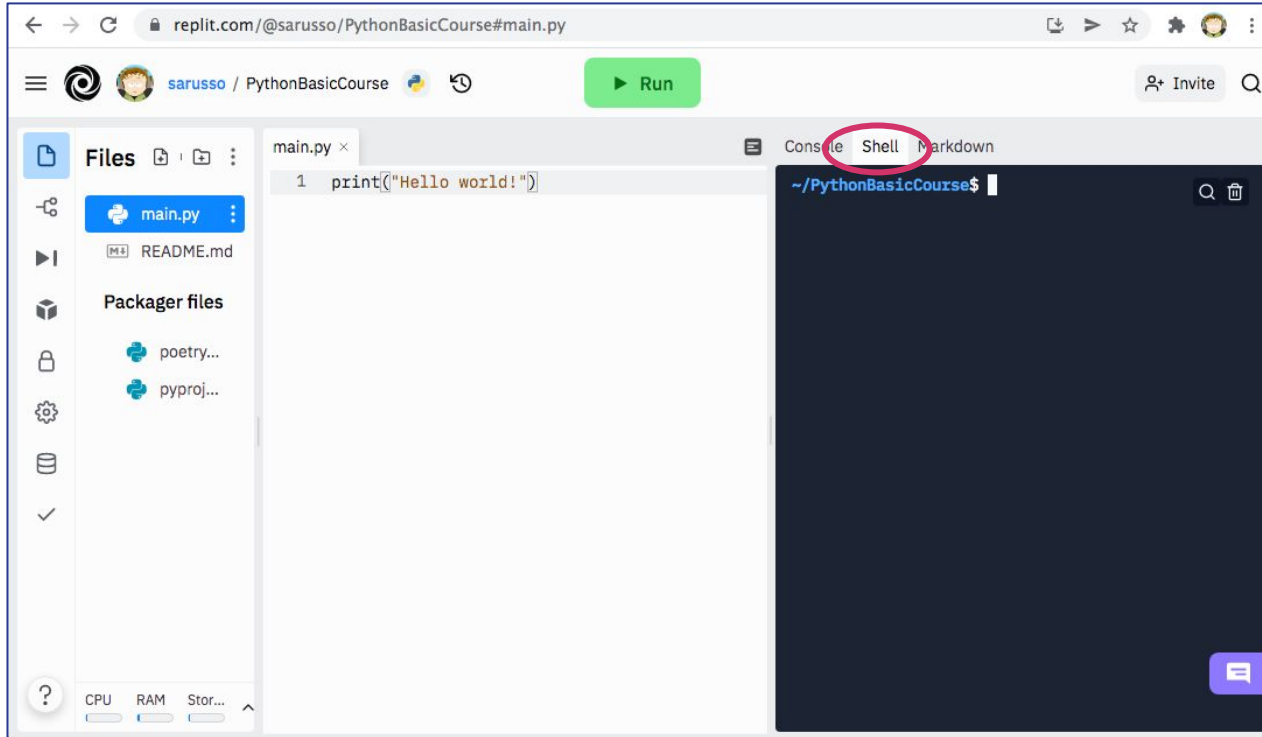 replit.com/@sarusso/PythonBasicCourse#main.py
sarusso / PythonBasicCourse
Run
Invite
Files
main.py
README.md
Packager files
poetry...
pyproj...
CPU RAM Stor...
?
main.py ×
1 print("Hello world!")
Console Shell Markdown
~/PythonBasicCourse$